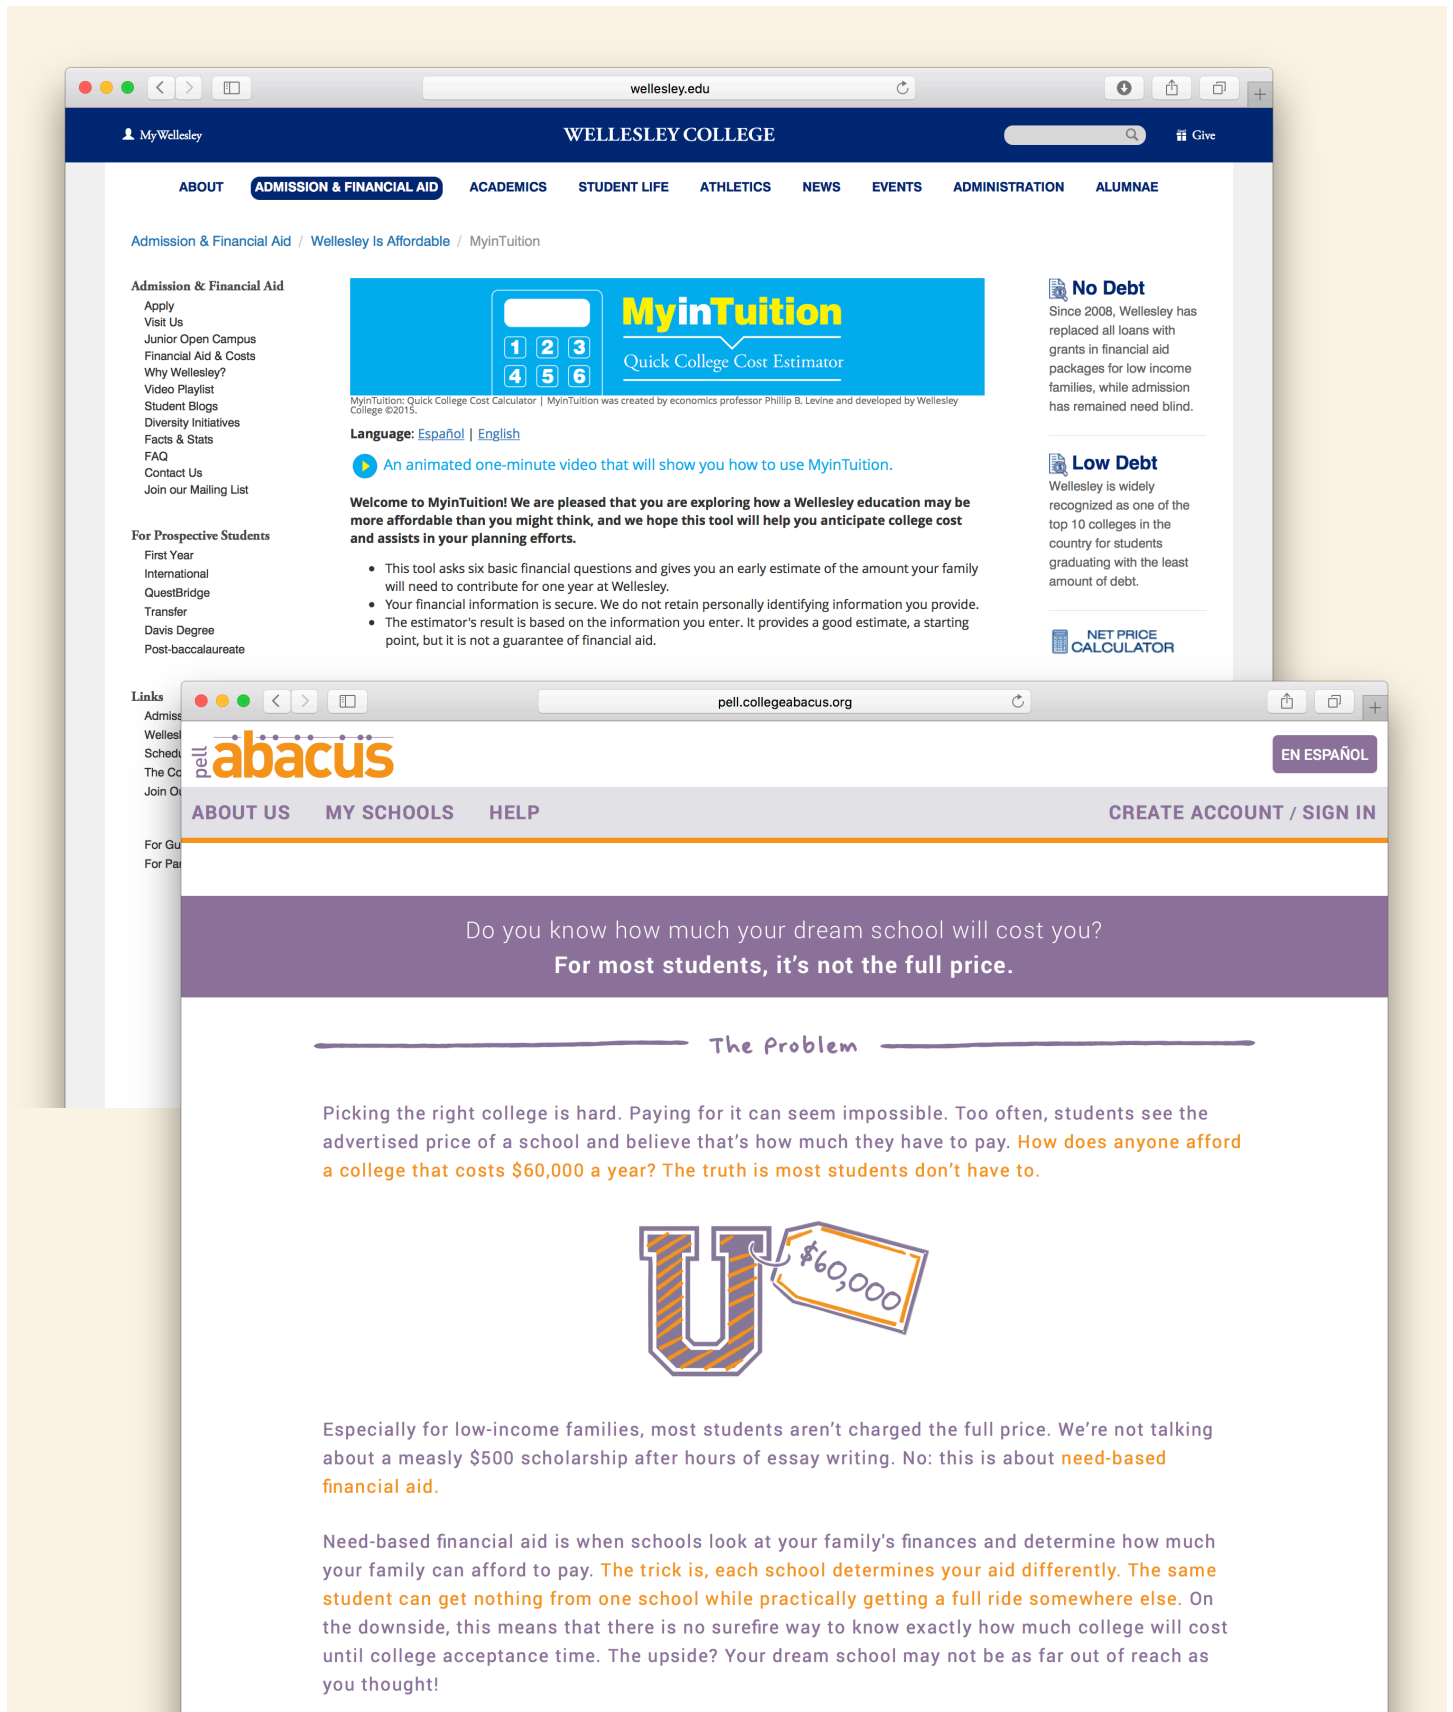 wellesley.edu
MyWellesley
WELLESLEY COLLEGE
Give
ABOUT
ADMISSION & FINANCIAL AID
ACADEMICS
STUDENT LIFE
ATHLETICS
NEWS
EVENTS
ADMINISTRATION
ALUMNAE
Admission & Financial Aid / Wellesley Is Affordable / MyinTuition
Admission & Financial Aid
Apply
Visit Us
Junior Open Campus
Financial Aid & Costs
Why Wellesley?
Video Playlist
Student Blogs
Diversity Initiatives
Facts & Stats
FAQ
Contact Us
Join our Mailing List
For Prospective Students
First Year
International
QuestBridge
Transfer
Davis Degree
Post-baccalaureate
Links
Admiss
Wellesl
Schedu
The Co
Join Ou
For Gu
For Par
1 2 3
4 5 6
MyinTuition
Quick College Cost Estimator
MyinTuition: Quick College Cost Calculator | MyinTuition was created by economics professor Phillip B. Levine and developed by Wellesley
College ©2015.
Language: Español | English
An animated one-minute video that will show you how to use MyinTuition.
Welcome to MyinTuition! We are pleased that you are exploring how a Wellesley education may be
more affordable than you might think, and we hope this tool will help you anticipate college cost
and assists in your planning efforts.
• This tool asks six basic financial questions and gives you an early estimate of the amount your family
will need to contribute for one year at Wellesley.
• Your financial information is secure. We do not retain personally identifying information you provide.
• The estimator's result is based on the information you enter. It provides a good estimate, a starting
point, but it is not a guarantee of financial aid.
No Debt
Since 2008, Wellesley has
replaced all loans with
grants in financial aid
packages for low income
families, while admission
has remained need blind.
Low Debt
Wellesley is widely
recognized as one of the
top 10 colleges in the
country for students
graduating with the least
amount of debt.
NET PRICE
CALCULATOR
pell.collegeabacus.org
pell abacus
EN ESPAÑOL
ABOUT US
MY SCHOOLS
HELP
CREATE ACCOUNT / SIGN IN
Do you know how much your dream school will cost you?
For most students, it's not the full price.
The Problem
Picking the right college is hard. Paying for it can seem impossible. Too often, students see the
advertised price of a school and believe that's how much they have to pay. How does anyone afford
a college that costs $60,000 a year? The truth is most students don't have to.
U
$60,000
Especially for low-income families, most students aren't charged the full price. We're not talking
about a measly $500 scholarship after hours of essay writing. No: this is about need-based
financial aid.
Need-based financial aid is when schools look at your family's finances and determine how much
your family can afford to pay. The trick is, each school determines your aid differently. The same
student can get nothing from one school while practically getting a full ride somewhere else. On
the downside, this means that there is no surefire way to know exactly how much college will cost
until college acceptance time. The upside? Your dream school may not be as far out of reach as
you thought!